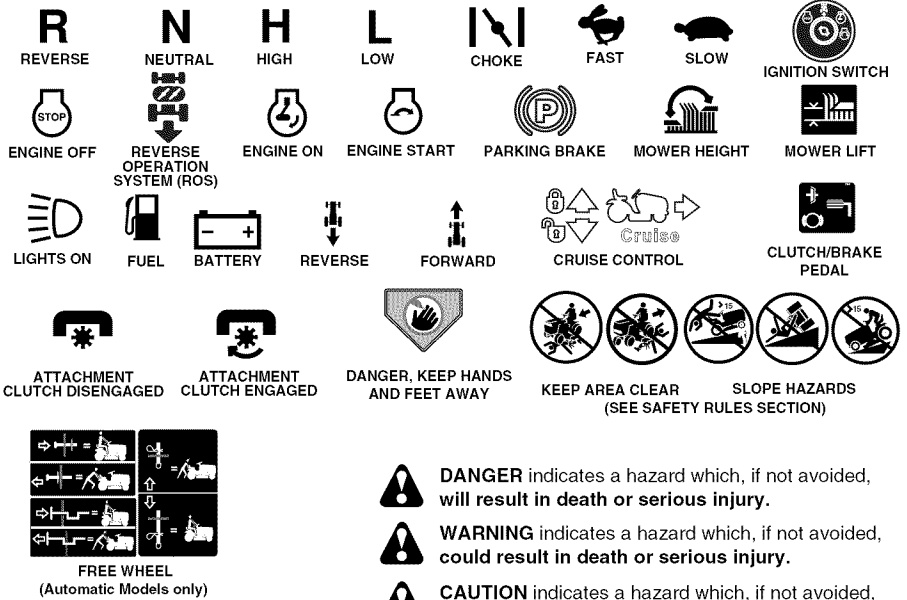 R N H L
REVERSE NEUTRAL HIGH LOW CHOKE FAST SLOW
IGNITION SWITCH
STOP P
ENGINE OFF REVERSE OPERATION SYSTEM (ROS) ENGINE ON ENGINE START PARKING BRAKE MOWER HEIGHT MOWER LIFT
Cruise
LIGHTS ON FUEL BATTERY REVERSE FORWARD CRUISE CONTROL
CLUTCH/BRAKE
PEDAL
15 15
ATTACHMENT
CLUTCH DISENGAGED
ATTACHMENT
CLUTCH ENGAGED
DANGER, KEEP HANDS
AND FEET AWAY
KEEP AREA CLEAR SLOPE HAZARDS
(SEE SAFETY RULES SECTION)
FREE WHEEL
(Automatic Models only)
DANGER indicates a hazard which, if not avoided,
will result in death or serious injury.
WARNING indicates a hazard which, if not avoided,
could result in death or serious injury.
CAUTION indicates a hazard which, if not avoided,